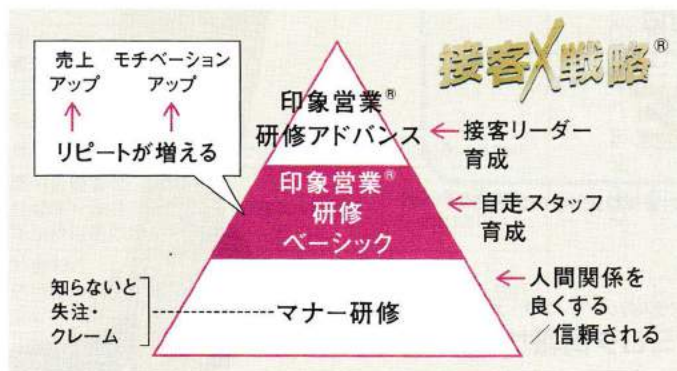 接客X戦略®
売上 モチベーション
アップ アップ
リピートが増える
印象営業®
研修アドバンス
接客リーダー
育成
印象営業®
研修
ベーシック
自走スタッフ
育成
知らないと
失注・
クレーム
マナー研修
人間関係を
良くする
／信頼される